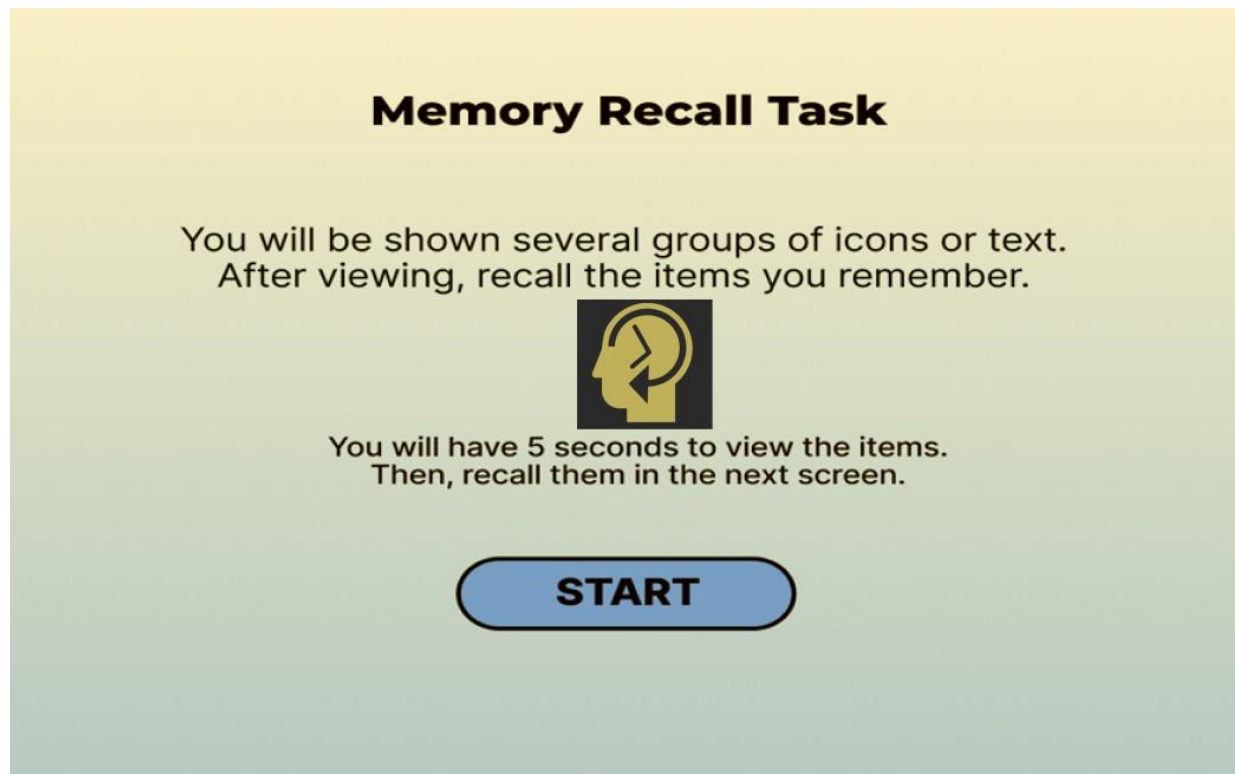 Memory Recall Task
You will be shown several groups of icons or text.
After viewing, recall the items you remember.
You will have 5 seconds to view the items.
Then, recall them in the next screen.
START